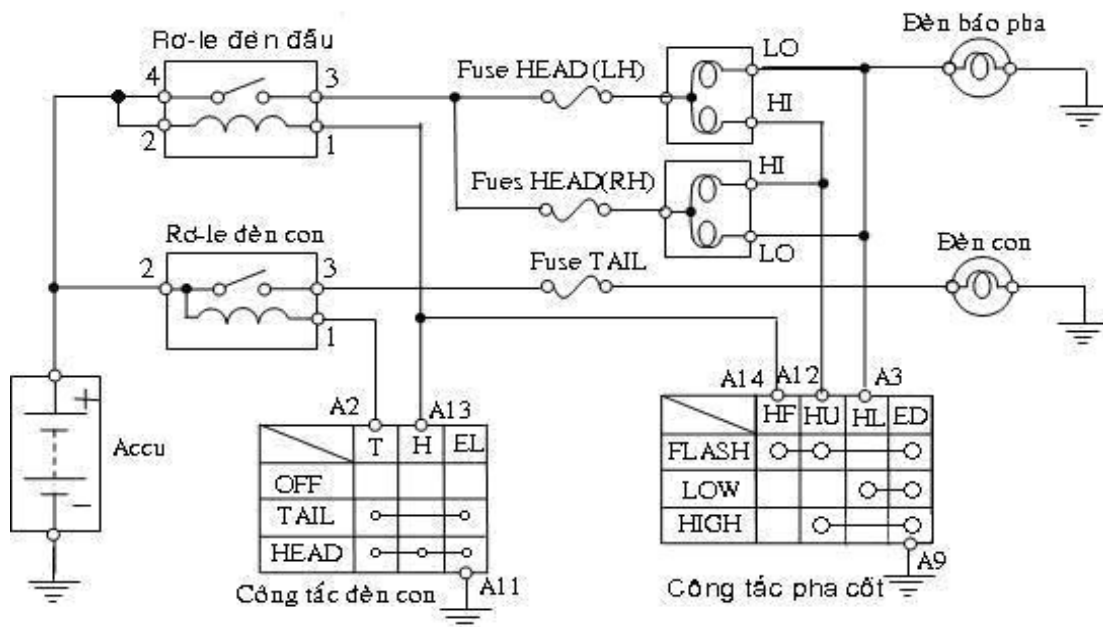 Rơ-le đèn đầu
4
3
2
1
Fuse HEAD (LH)
LO
HI
Đèn báo pha
Fues HEAD(RH)
HI
LO
Rơ-le đèn con
2
3
1
Fuse TAIL
Đèn con
+
−
Accu
A2
A13
T H EL
OFF
TAIL
HEAD
A11
Công tắc đèn con
A14 A12 A3
HF HU HL ED
FLASH
LOW
HIGH
A9
Công tắc pha cốt